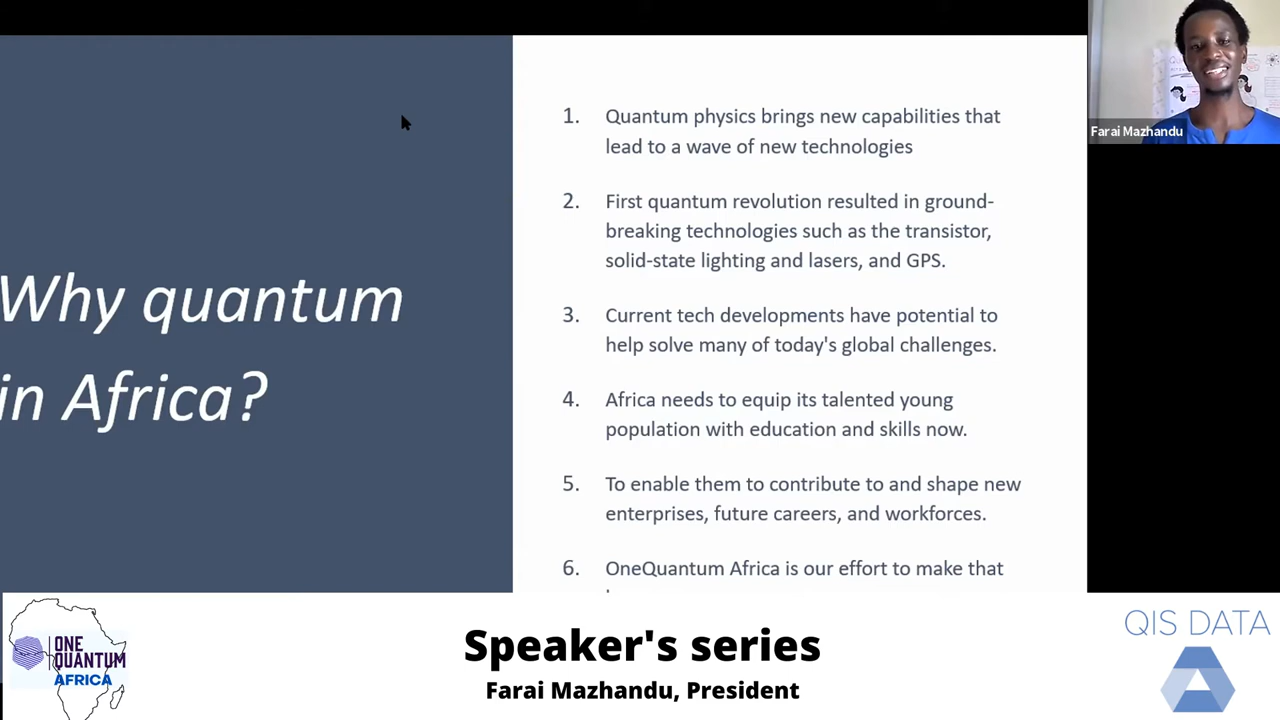 Why quantum
in Africa?
1. Quantum physics brings new capabilities that
lead to a wave of new technologies
2. First quantum revolution resulted in ground-
breaking technologies such as the transistor,
solid-state lighting and lasers, and GPS.
3. Current tech developments have potential to
help solve many of today's global challenges.
4. Africa needs to equip its talented young
population with education and skills now.
5. To enable them to contribute to and shape new
enterprises, future careers, and workforces.
6. OneQuantum Africa is our effort to make that
Farai Mazhandu
ONE
QUANTUM
AFRICA
Speaker's series
Farai Mazhandu, President
QIS DATA